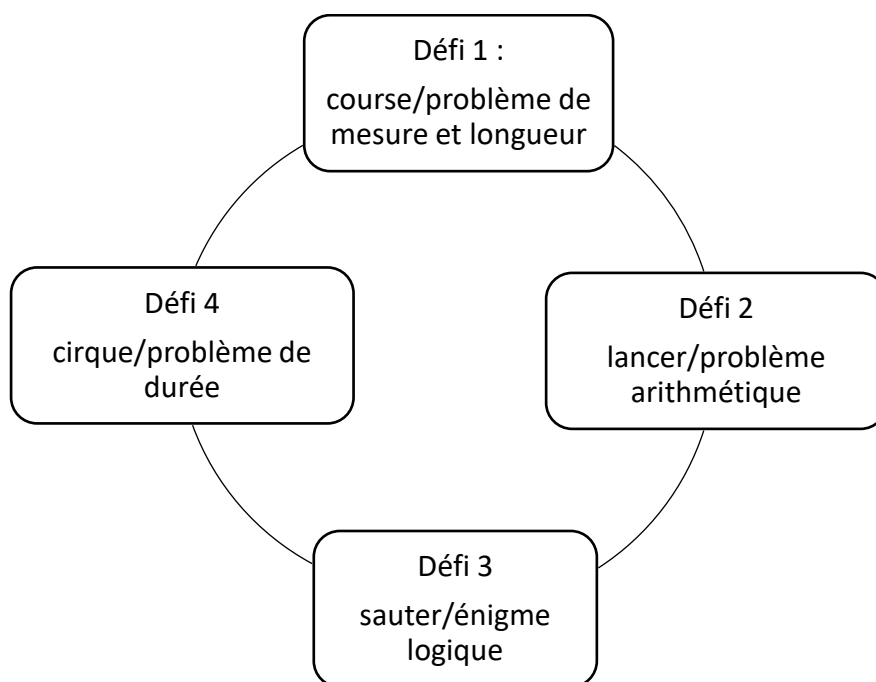 Défi 1 :
course/problème de
mesure et longueur
Défi 2
lancer/problème
arithmétique
Défi 3
sauter/énigme
logique
Défi 4
cirque/problème de
durée